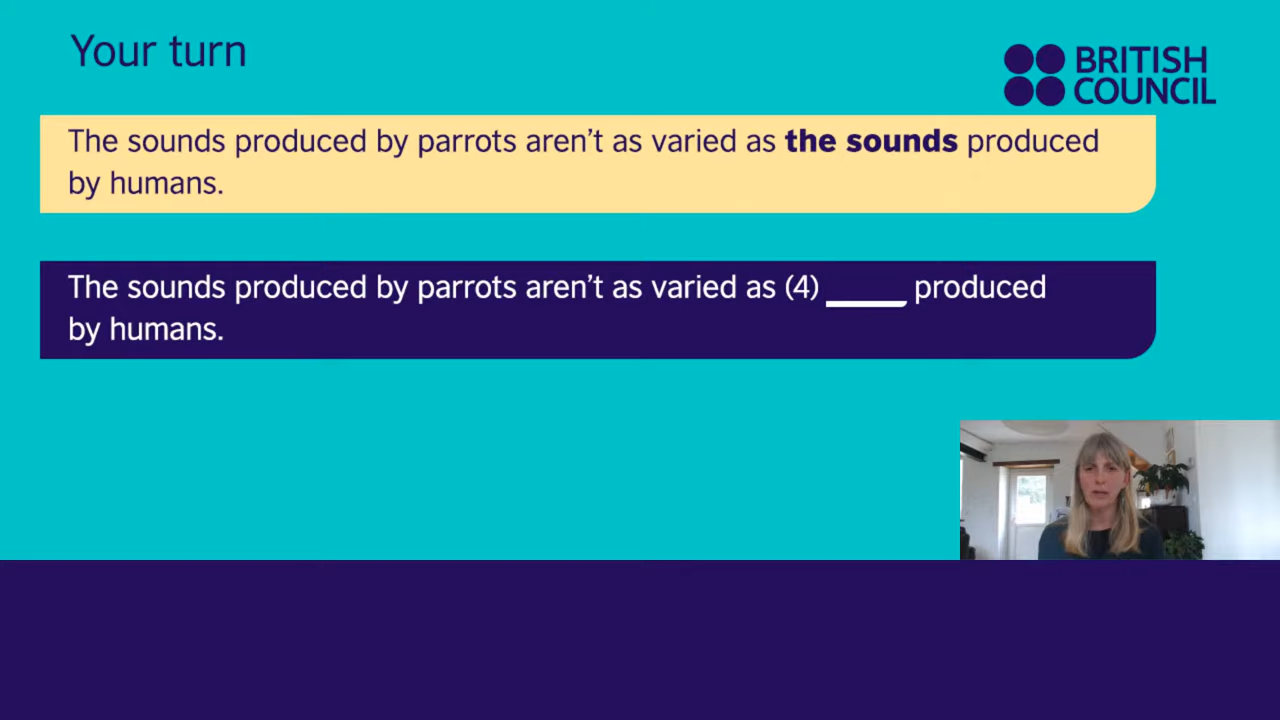 Your turn
BRITISH
COUNCIL
The sounds produced by parrots aren’t as varied as the sounds produced
by humans.
The sounds produced by parrots aren’t as varied as (4) _____ produced
by humans.